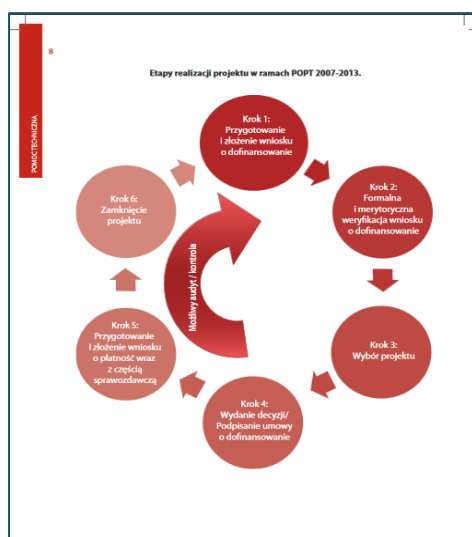 8
POMOC TECHNICZNA
Etapy realizacji projektu w ramach POPT 2007-2013.
Krok 1:
Przygotowanie
i złożenie wniosku
o dofinansowanie
Krok 2:
Formalna
i merytoryczna
weryfikacja wniosku
o dofinansowanie
Krok 3:
Wybór projektu
Krok 4:
Wydanie decyzji/
Podpisanie umowy
o dofinansowanie
Krok 5:
Przygotowanie
i złożenie wniosku
o płatność wraz
z częścią
sprawozdawczą
Krok 6:
Zamknięcie
projektu
Możliwy audyt / kontrola